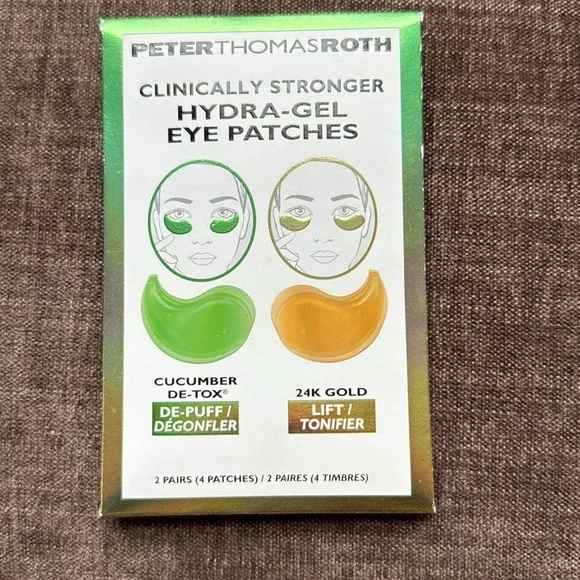 PETERTHOMASROTH
CLINICALLY STRONGER
HYDRA-GEL
EYE PATCHES
CUCUMBER
DE-TOX®
DE-PUFF /
DÉGONFLER
24K GOLD
LIFT /
TONIFIER
2 PAIRS (4 PATCHES) / 2 PAIRES (4 TIMBRES)